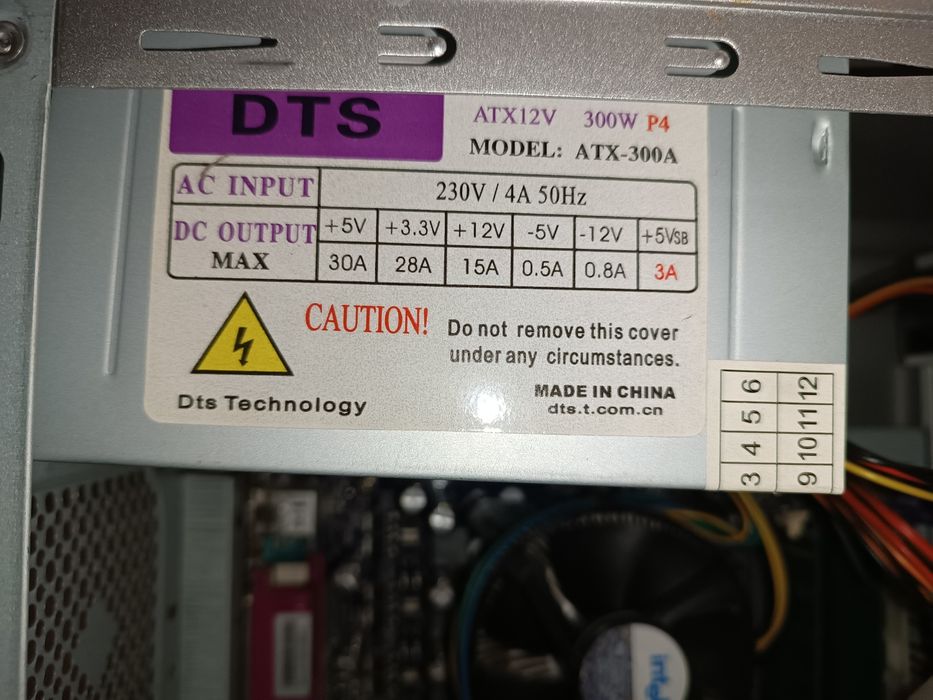 DTS
ATX12V 300W P4
MODEL: ATX-300A
AC INPUT 230V / 4A 50Hz
DC OUTPUT MAX
+5V +3.3V +12V -5V -12V +5VSB
30A 28A 15A 0.5A 0.8A 3A
CAUTION! Do not remove this cover
under any circumstances.
MADE IN CHINA
Dts Technology
dts.t.com.cn
3 4 5 6
9 10 11 12
intel